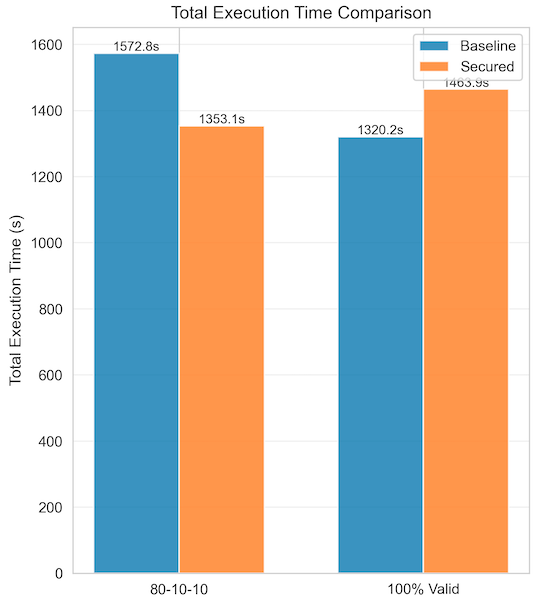 Total Execution Time Comparison
Total Execution Time (s)
1600
1400
1200
1000
800
600
400
200
0
1572.8s
1353.1s
1320.2s
1463.9s
Baseline
Secured
80-10-10
100% Valid